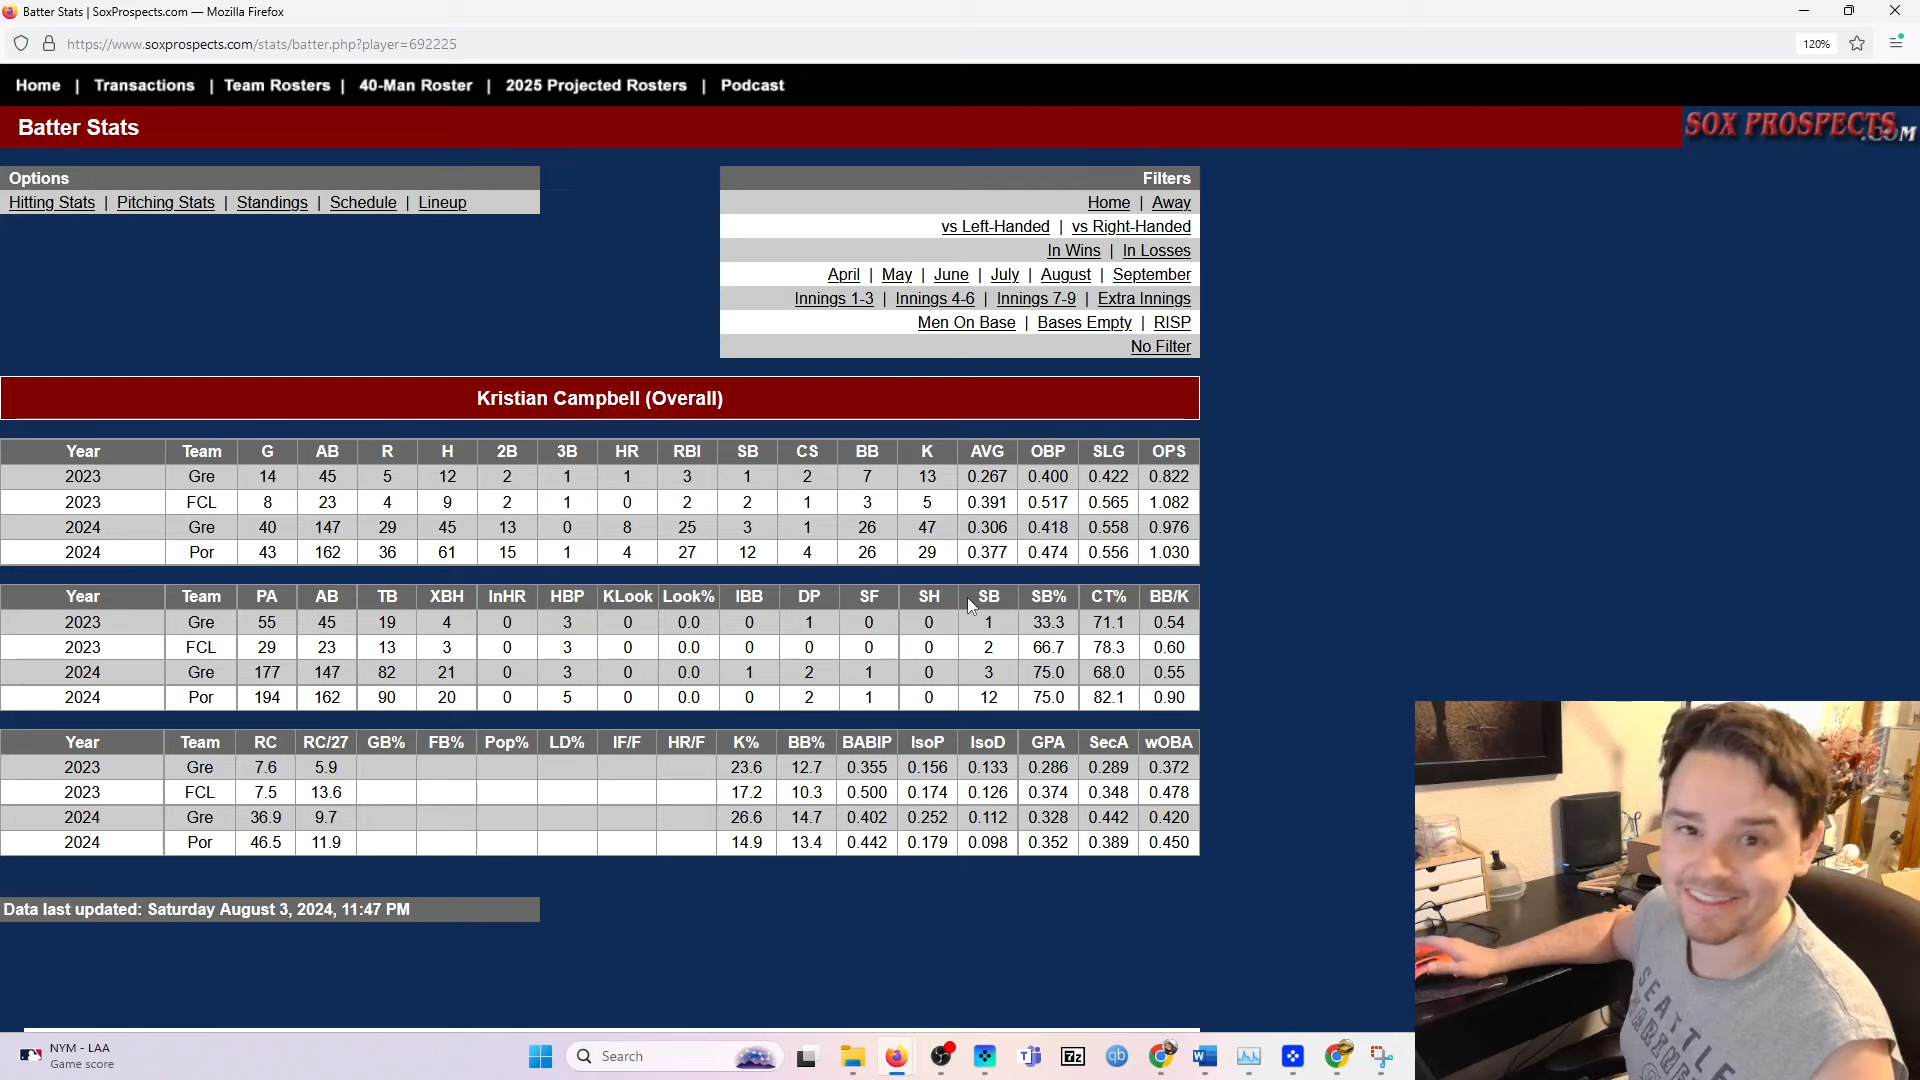 Batter Stats | SoxProspects.com — Mozilla Firefox
https://www.soxprospects.com/stats/batter.php?player=692225
120%
Home | Transactions | Team Rosters | 40-Man Roster | 2025 Projected Rosters | Podcast
Batter Stats
SOX PROSPECTS.COM
Options
Hitting Stats | Pitching Stats | Standings | Schedule | Lineup
Filters
Home | Away
vs Left-Handed | vs Right-Handed
In Wins | In Losses
April | May | June | July | August | September
Innings 1-3 | Innings 4-6 | Innings 7-9 | Extra Innings
Men On Base | Bases Empty | RISP
No Filter
Kristian Campbell (Overall)
Year Team G AB R H 2B 3B HR RBI SB CS BB K AVG OBP SLG OPS
2023 Gre 14 45 5 12 2 1 1 3 1 2 7 13 0.267 0.400 0.422 0.822
2023 FCL 8 23 4 9 2 1 0 2 2 1 3 5 0.391 0.517 0.565 1.082
2024 Gre 40 147 29 45 13 0 8 25 3 1 26 47 0.306 0.418 0.558 0.976
2024 Por 43 162 36 61 15 1 4 27 12 4 26 29 0.377 0.474 0.556 1.030
Year Team PA AB TB XBH InHR HBP KLook Look% IBB DP SF SH SB SB% CT% BB/K
2023 Gre 55 45 19 4 0 3 0 0.0 0 1 0 0 1 33.3 71.1 0.54
2023 FCL 29 23 13 3 0 3 0 0.0 0 0 0 0 2 66.7 78.3 0.60
2024 Gre 177 147 82 21 0 3 0 0.0 1 2 1 0 3 75.0 68.0 0.55
2024 Por 194 162 90 20 0 5 0 0.0 0 2 1 0 12 75.0 82.1 0.90
Year Team RC RC/27 GB% FB% Pop% LD% IF/F HR/F K% BB% BABIP IsoP IsoD GPA SecA wOBA
2023 Gre 7.6 5.9 23.6 12.7 0.355 0.156 0.133 0.286 0.289 0.372
2023 FCL 7.5 13.6 17.2 10.3 0.500 0.174 0.126 0.374 0.348 0.478
2024 Gre 36.9 9.7 26.6 14.7 0.402 0.252 0.112 0.328 0.442 0.420
2024 Por 46.5 11.9 14.9 13.4 0.442 0.179 0.098 0.352 0.389 0.450
Data last updated: Saturday August 3, 2024, 11:47 PM
SEATTLE
NYM - LAA
Game score
Search
7z
qb